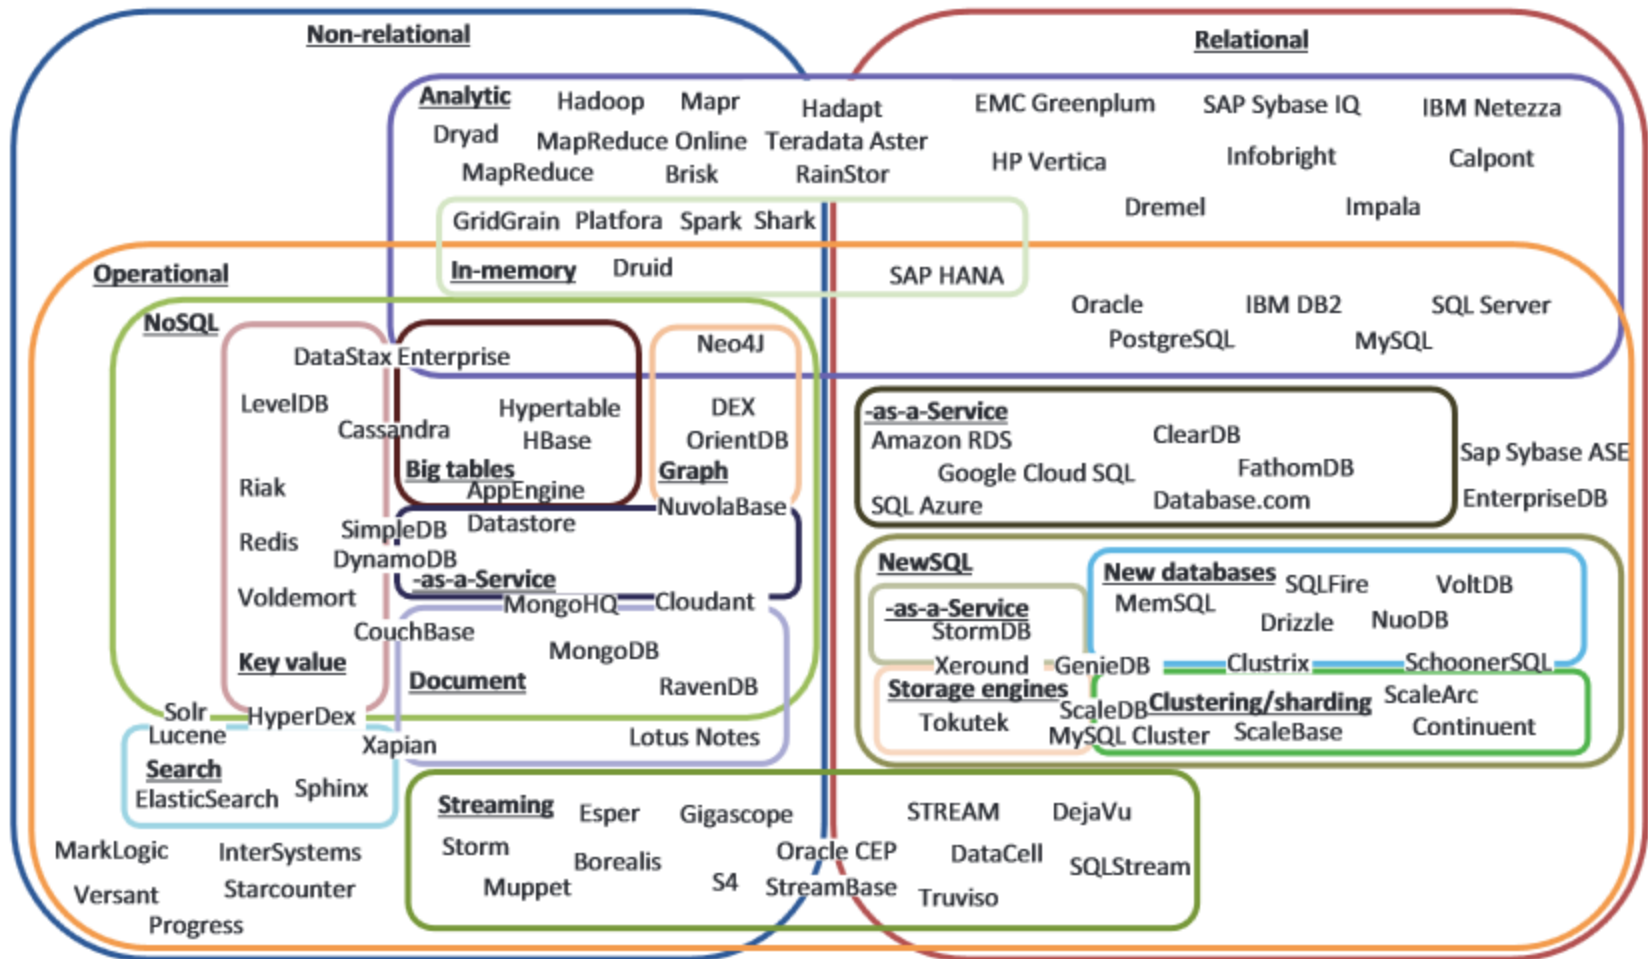 Non-relational
Relational
Analytic Hadoop Mapr Hadapt EMC Greenplum SAP Sybase IQ IBM Netezza
Dryad MapReduce Online Teradata Aster
MapReduce Brisk RainStor HP Vertica Infobright Calpont
Dremel Impala
GridGrain Platfora Spark Shark
Operational In-memory Druid SAP HANA
Oracle IBM DB2 SQL Server
NoSQL PostgreSQL MySQL
DataStax Enterprise Neo4J
LevelDB Hypertable DEX -as-a-Service
Cassandra HBase OrientDB Amazon RDS ClearDB Sap Sybase ASE
Big tables Graph Google Cloud SQL FathomDB
Riak AppEngine NuvolaBase SQL Azure Database.com EnterpriseDB
SimpleDB Datastore
Redis DynamoDB
-as-a-Service NewSQL New databases SQLFire VoltDB
Voldemort MongoHQ Cloudant -as-a-Service MemSQL
CouchBase StormDB Drizzle NuoDB
Key value MongoDB Xeround GenieDB Clustrix SchoonerSQL
Document RavenDB Storage engines ScaleDB Clustering/sharding ScaleArc
Solr HyperDex Tokutek Continuent
Lucene Xapian Lotus Notes MySQL Cluster ScaleBase
Search
ElasticSearch Sphinx
Streaming Esper Gigascope STREAM DejaVu
MarkLogic InterSystems Storm Borealis Oracle CEP DataCell SQLStream
Versant Starcounter Muppet S4 StreamBase Truviso
Progress